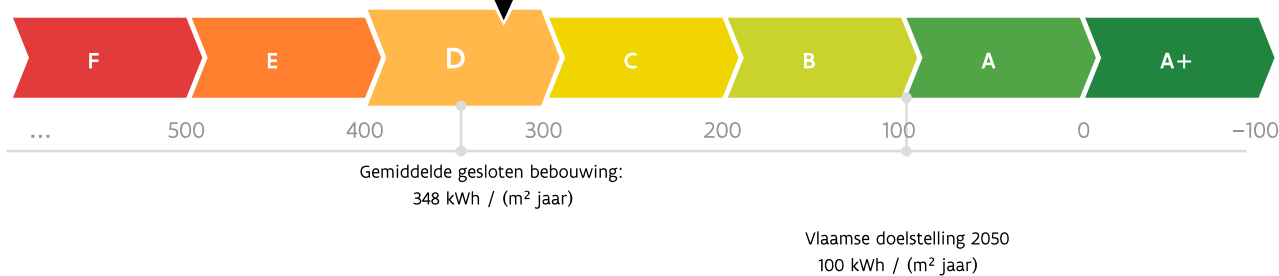 F E D C B A A+
... 500 400 300 200 100 0 −100
Gemiddelde gesloten bebouwing:
348 kWh / (m² jaar)
Vlaamse doelstelling 2050
100 kWh / (m² jaar)